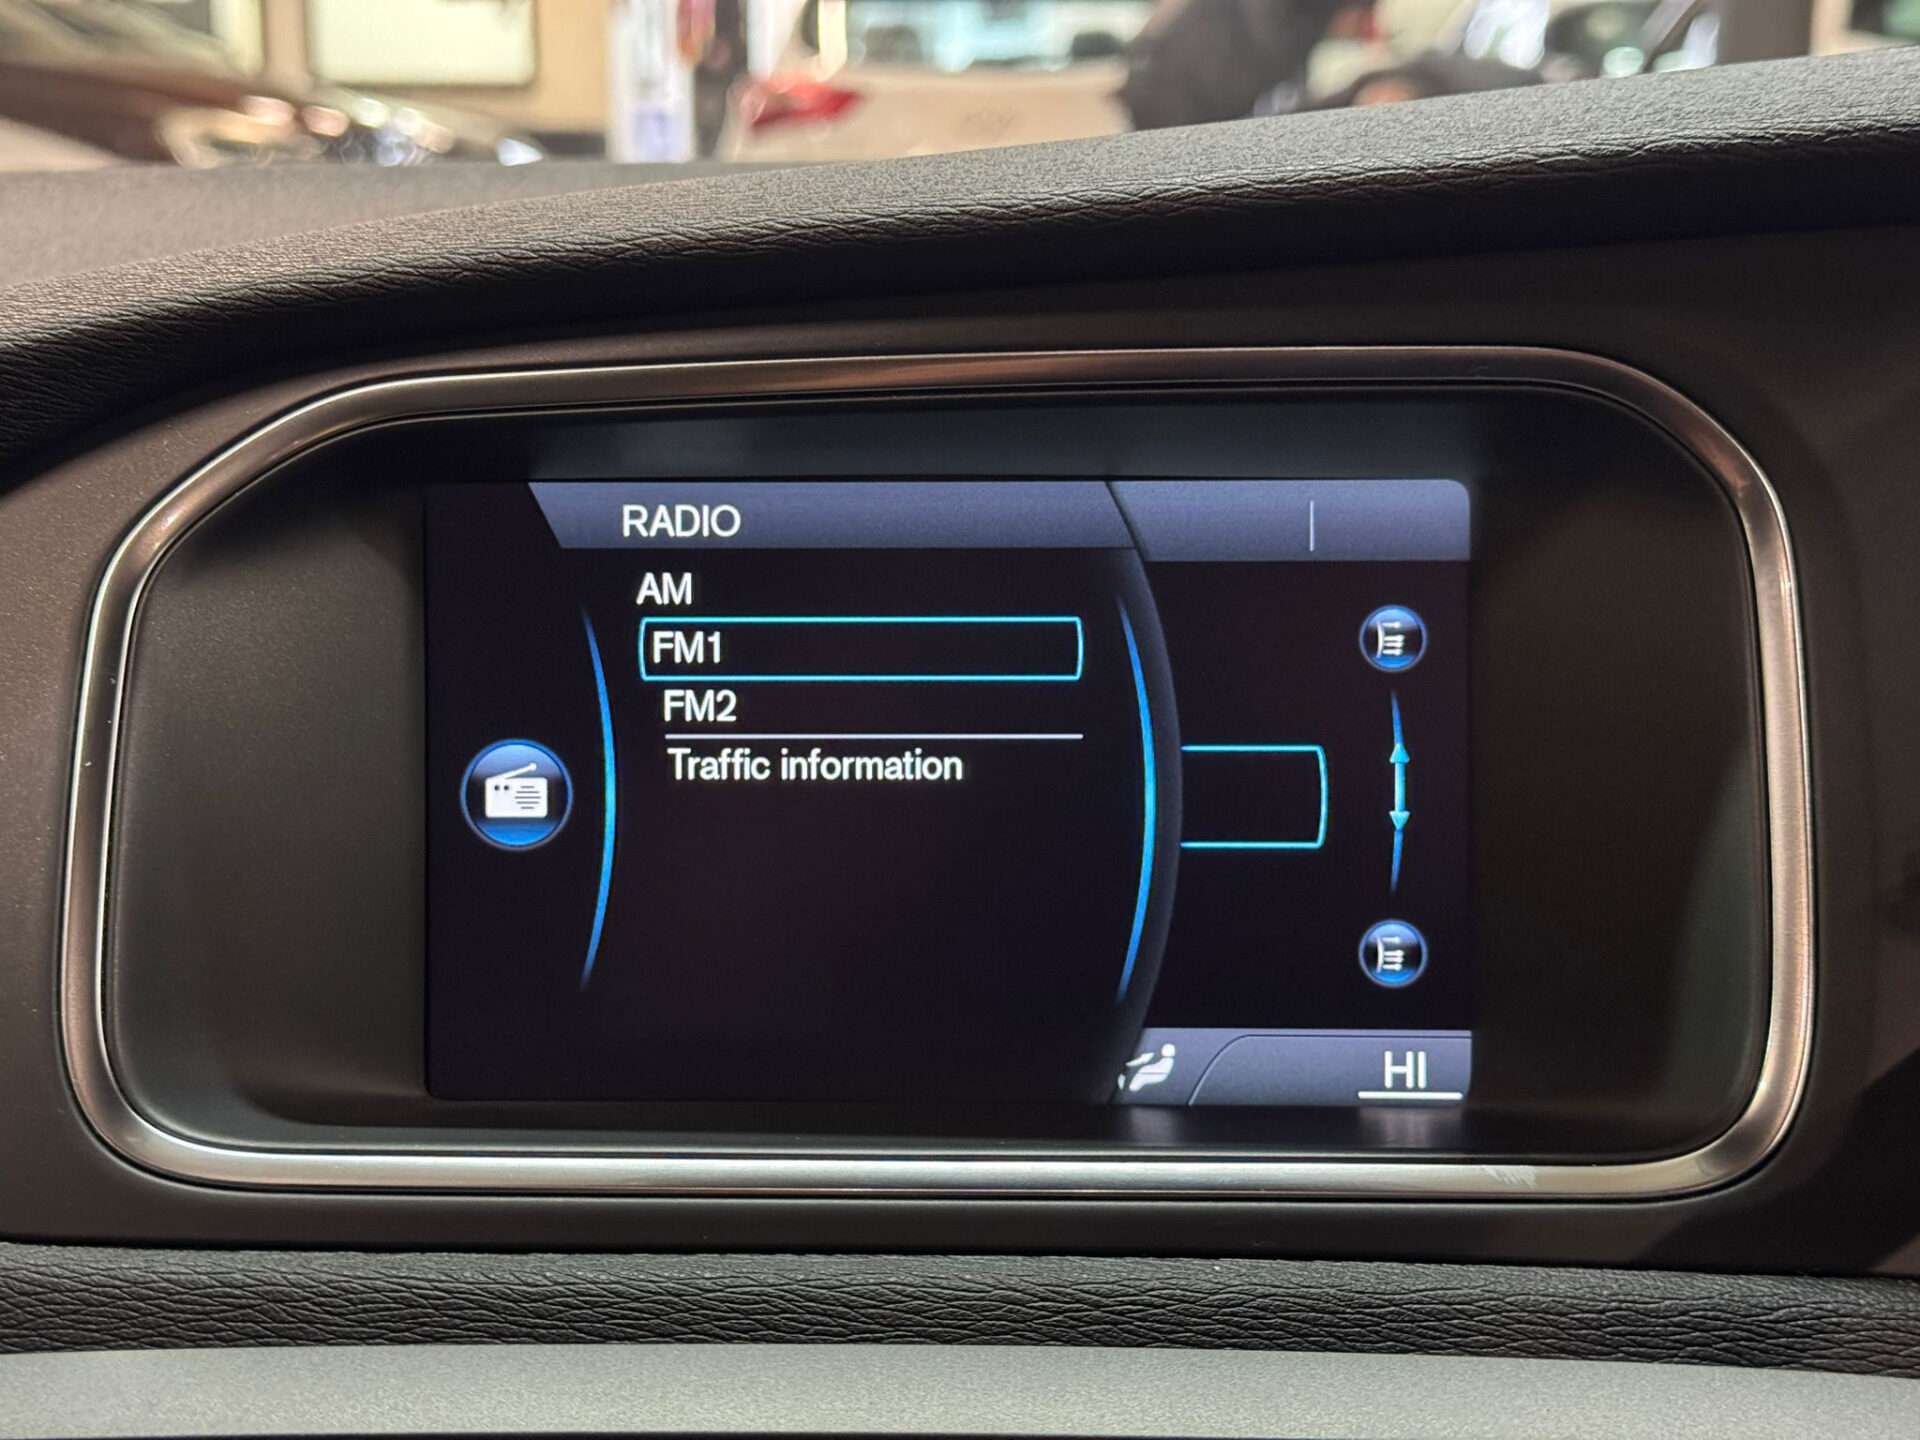 RADIO
AM
FM1
FM2
Traffic information
HI